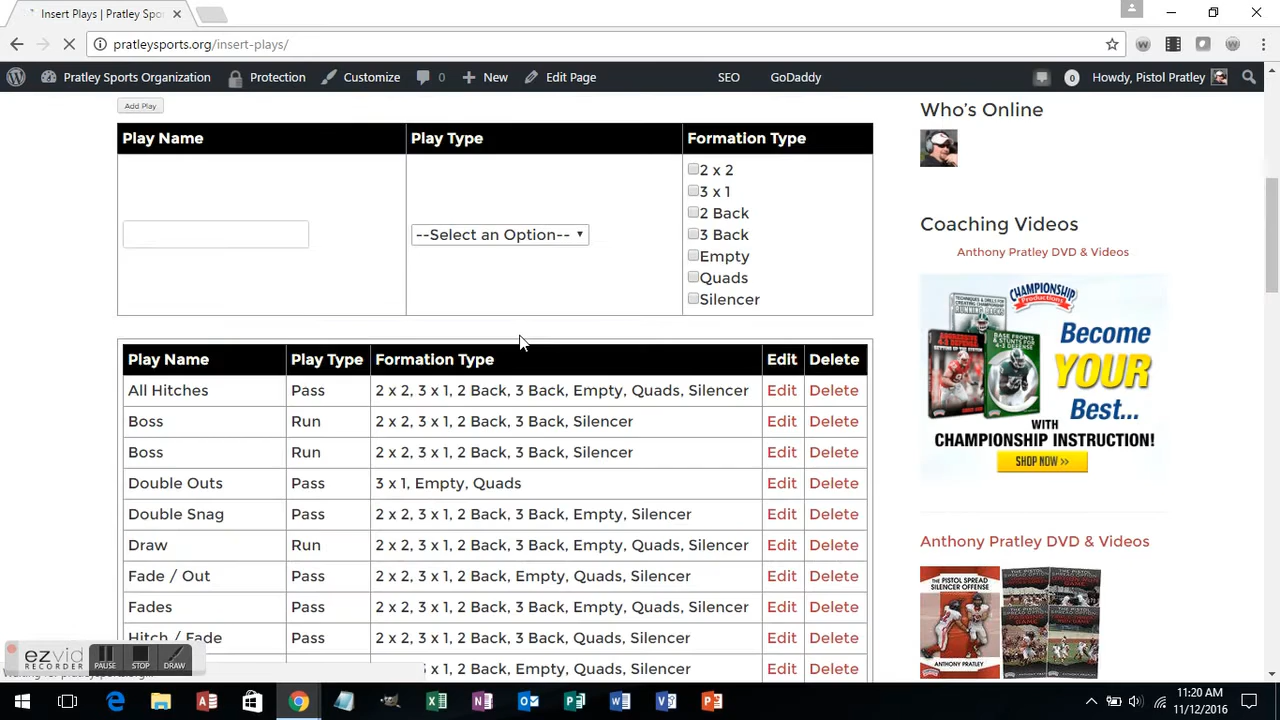 Insert Plays | Pratley Spo
pratleysports.org/insert-plays/
Pratley Sports Organization Protection Customize 0 New Edit Page SEO GoDaddy 0 Howdy, Pistol Pratley
Add Play
Play Name Play Type Formation Type
2 x 2
3 x 1
2 Back
--Select an Option-- 3 Back
Empty
Quads
Silencer
Play Name Play Type Formation Type Edit Delete
All Hitches Pass 2 x 2, 3 x 1, 2 Back, 3 Back, Empty, Quads, Silencer Edit Delete
Boss Run 2 x 2, 3 x 1, 2 Back, 3 Back, Silencer Edit Delete
Boss Run 2 x 2, 3 x 1, 2 Back, 3 Back, Silencer Edit Delete
Double Outs Pass 3 x 1, Empty, Quads Edit Delete
Double Snag Pass 2 x 2, 3 x 1, 2 Back, 3 Back, Empty, Silencer Edit Delete
Draw Run 2 x 2, 3 x 1, 2 Back, 3 Back, Empty, Quads, Silencer Edit Delete
Fade / Out Pass 2 x 2, 3 x 1, 2 Back, Empty, Quads, Silencer Edit Delete
Fades Pass 2 x 2, 3 x 1, 2 Back, 3 Back, Empty, Silencer Edit Delete
Hitch / Fade Pass 2 x 2, 3 x 1, 2 Back, 3 Back, Quads, Silencer Edit Delete
3 x 1, 2 Back, Empty, Quads, Silencer Edit Delete
Who's Online
Coaching Videos
Anthony Pratley DVD & Videos
CHAMPIONSHIP
PRODUCTIONS
Become
YOUR
Best...
WITH
CHAMPIONSHIP INSTRUCTION!
SHOP NOW >>
Anthony Pratley DVD & Videos
THE PISTOL SPREAD
SILENCER OFFENSE
ANTHONY PRATLEY
ezvid
RECORDER
PAUSE STOP DRAW
11:20 AM
11/12/2016